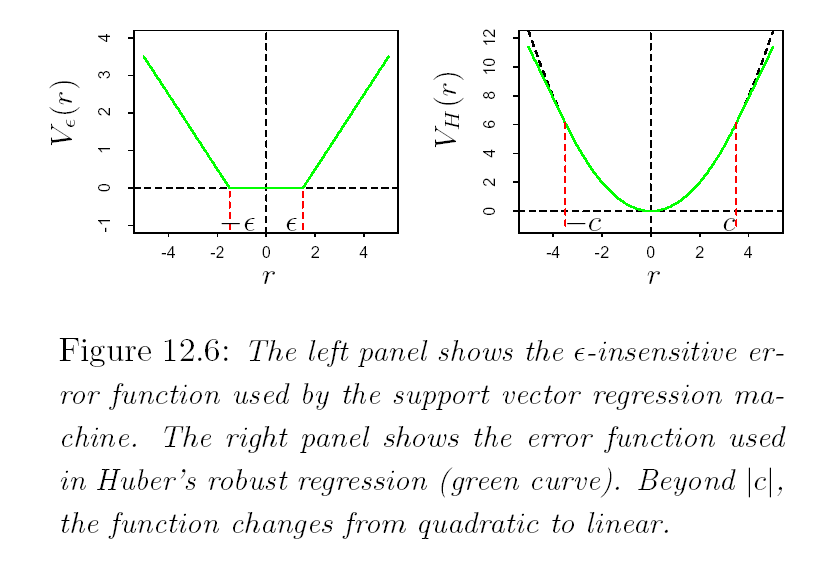 4
3
2
1
0
-1
V_ϵ(r)
−ϵ ϵ
-4 -2 0 2 4
r
12
10
8
6
4
2
0
V_H(r)
−c c
-4 -2 0 2 4
r
Figure 12.6: The left panel shows the ϵ-insensitive er-
ror function used by the support vector regression ma-
chine. The right panel shows the error function used
in Huber's robust regression (green curve). Beyond |c|,
the function changes from quadratic to linear.